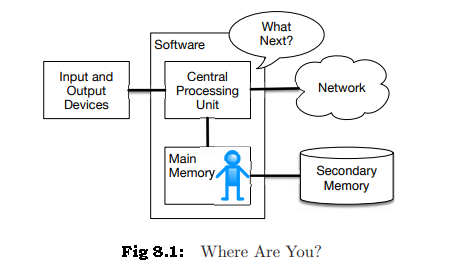 What
Next?
Software
Input and
Output
Devices
Central
Processing
Unit
Network
Main
Memory
Secondary
Memory
Fig 8.1: Where Are You?